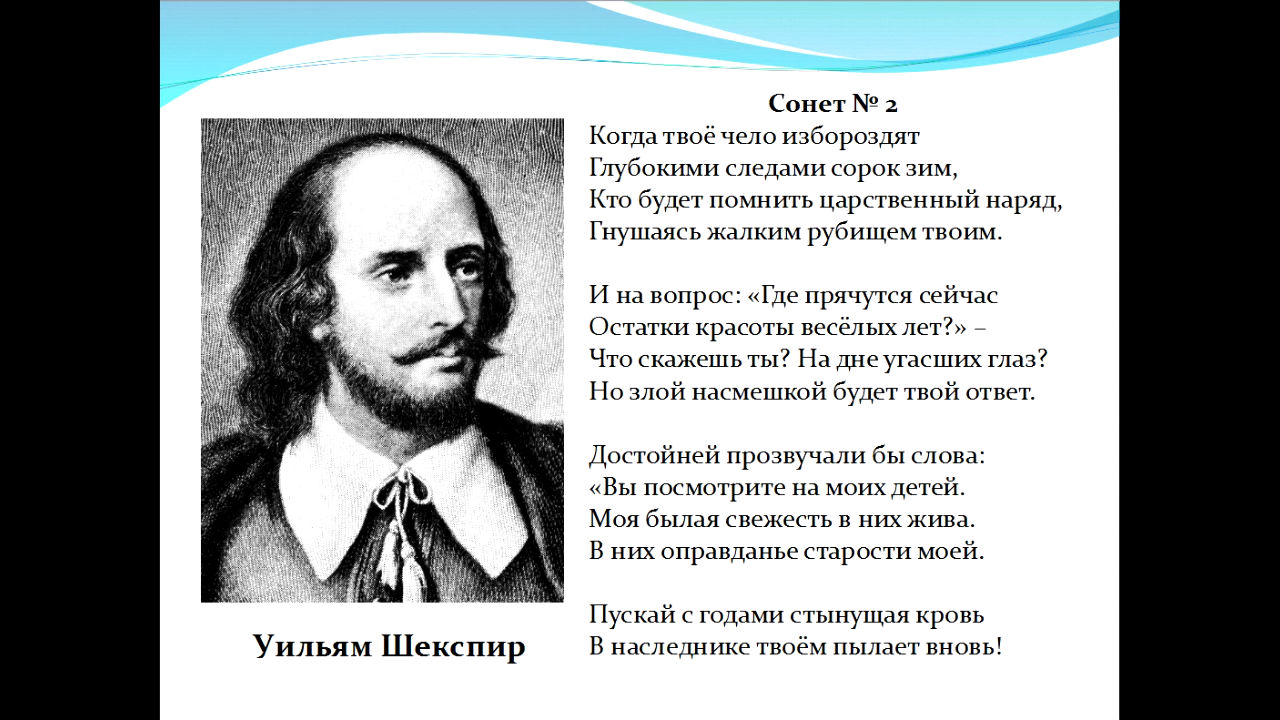 Сонет № 2
Когда твоё чело избороздят
Глубокими следами сорок зим,
Кто будет помнить царственный наряд,
Гнушаясь жалким рубищем твоим.
И на вопрос: «Где прячутся сейчас
Остатки красоты весёлых лет?» –
Что скажешь ты? На дне угасших глаз?
Но злой насмешкой будет твой ответ.
Достойней прозвучали бы слова:
«Вы посмотрите на моих детей.
Моя былая свежесть в них жива.
В них оправданье старости моей.
Пускай с годами стынущая кровь
В наследнике твоём пылает вновь!
Уильям Шекспир